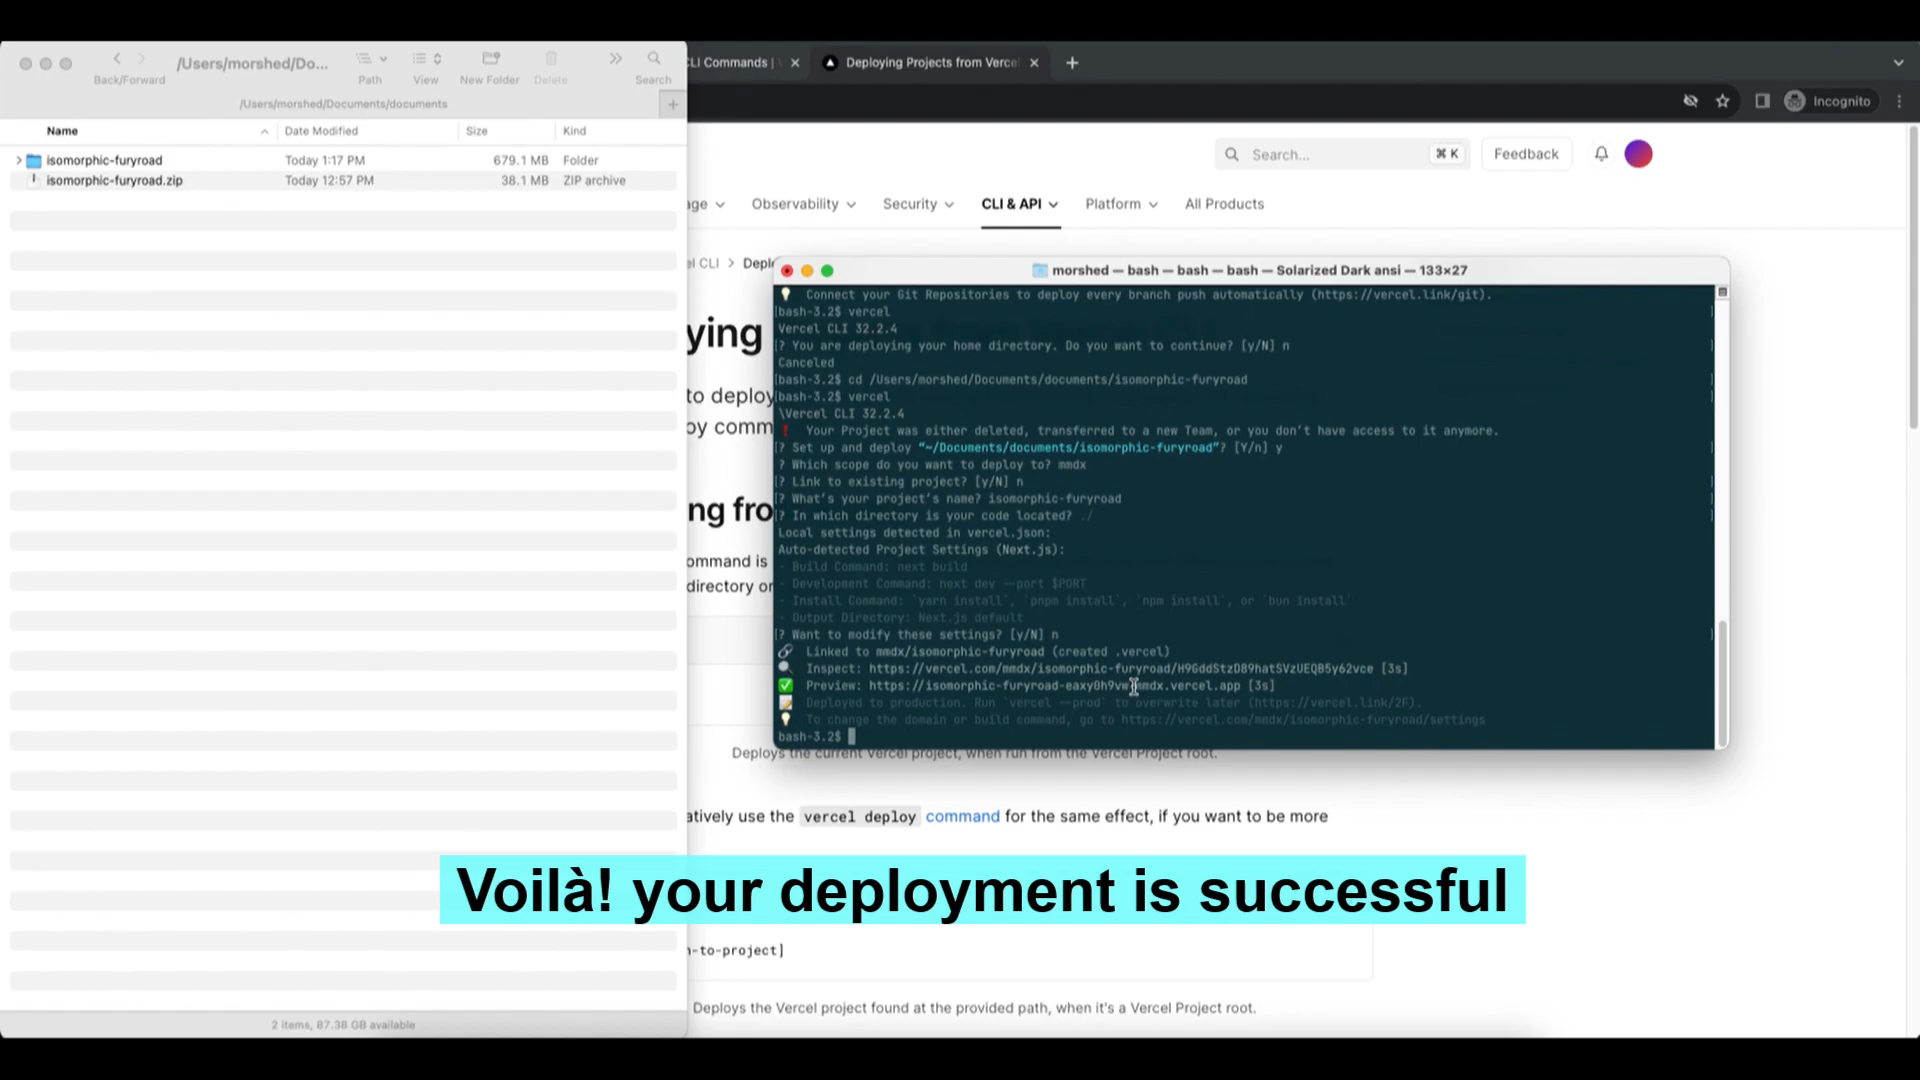 /Users/morshed/Do...
Back/Forward
Path
View
New Folder
Delete
Search
/Users/morshed/Documents/documents
Name
Date Modified
Size
Kind
isomorphic-furyroad
Today 1:17 PM
679.1 MB
Folder
isomorphic-furyroad.zip
Today 12:57 PM
38.1 MB
ZIP archive
2 items, 87.38 GB available
CLI Commands |
Deploying Projects from Verce
Incognito
Search...
⌘ K
Feedback
age
Observability
Security
CLI & API
Platform
All Products
el CLI > Depl
ying
to deploy
oy comm
ng fro
ommand is
directory or
morshed — bash — bash — bash — Solarized Dark ansi — 133×27
Connect your Git Repositories to deploy every branch push automatically (https://vercel.link/git).
[bash-3.2$ vercel
Vercel CLI 32.2.4
[? You are deploying your home directory. Do you want to continue? [y/N] n
Canceled
[bash-3.2$ cd /Users/morshed/Documents/documents/isomorphic-furyroad
[bash-3.2$ vercel
\Vercel CLI 32.2.4
! Your Project was either deleted, transferred to a new Team, or you don't have access to it anymore.
[? Set up and deploy “~/Documents/documents/isomorphic-furyroad”? [Y/n] y
? Which scope do you want to deploy to? mmdx
[? Link to existing project? [y/N] n
[? What's your project's name? isomorphic-furyroad
[? In which directory is your code located? ./
Local settings detected in vercel.json:
Auto-detected Project Settings (Next.js):
- Build Command: next build
- Development Command: next dev --port $PORT
- Install Command: `yarn install`, `pnpm install`, `npm install`, or `bun install`
- Output Directory: Next.js default
[? Want to modify these settings? [y/N] n
Linked to mmdx/isomorphic-furyroad (created .vercel)
Inspect: https://vercel.com/mmdx/isomorphic-furyroad/H9GddStzD89hatSVzUEQB5y62vce [3s]
Preview: [3s]
Deployed to production. Run `vercel --prod` to overwrite later (https://vercel.link/2F).
To change the domain or build command, go to https://vercel.com/mmdx/isomorphic-furyroad/settings
bash-3.2$
Deploys the current Vercel project, when run from the Vercel Project root.
atively use the vercel deploy command for the same effect, if you want to be more
Voilà! your deployment is successful
h-to-project]
Deploys the Vercel project found at the provided path, when it's a Vercel Project root.